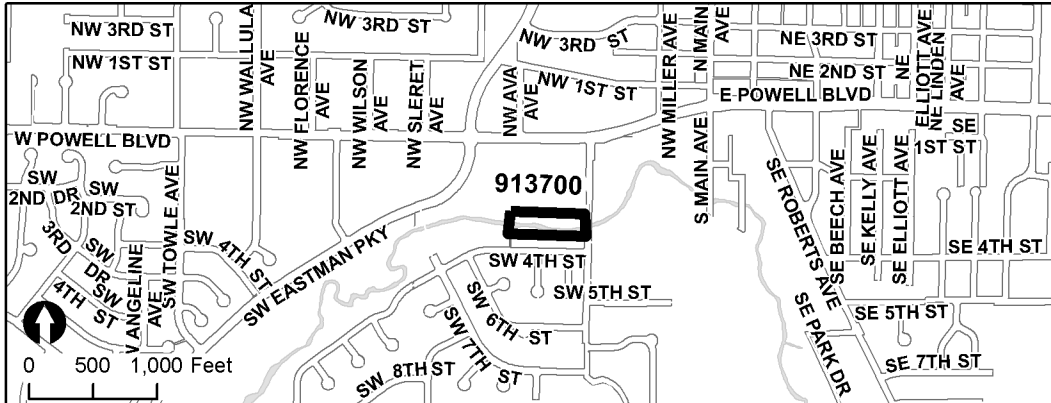 NW 3RD ST
NW 1ST ST
NW WALLULA
AVE
NW FLORENCE
AVE
NW WILSON
AVE
NW SLERET
AVE
NW AVA
AVE
NW 3RD ST
NW 1ST ST
NW MILLER AVE
N MAIN
AVE
NE 3RD ST
NE 2ND ST
NE
ELLIOTT AVE
NE LINDEN
AVE
E POWELL BLVD
W POWELL BLVD
SE
1ST ST
SW
2ND DR
SW
2ND ST
SW TOWLE AVE
3RD
SW
DR
SW
4TH ST
W ANGELINE
AVE
SW 4TH ST
SW EASTMAN PKY
913700
SW 4TH ST
SW 5TH ST
SW 6TH ST
SW 7TH ST
SW 8TH ST
S MAIN AVE
SE ROBERTS AVE
SE BEECH AVE
SE KELLY AVE
SE ELLIOTT AVE
SE 4TH ST
SE 5TH ST
SE PARK DR
SE 7TH ST
0 500 1,000 Feet